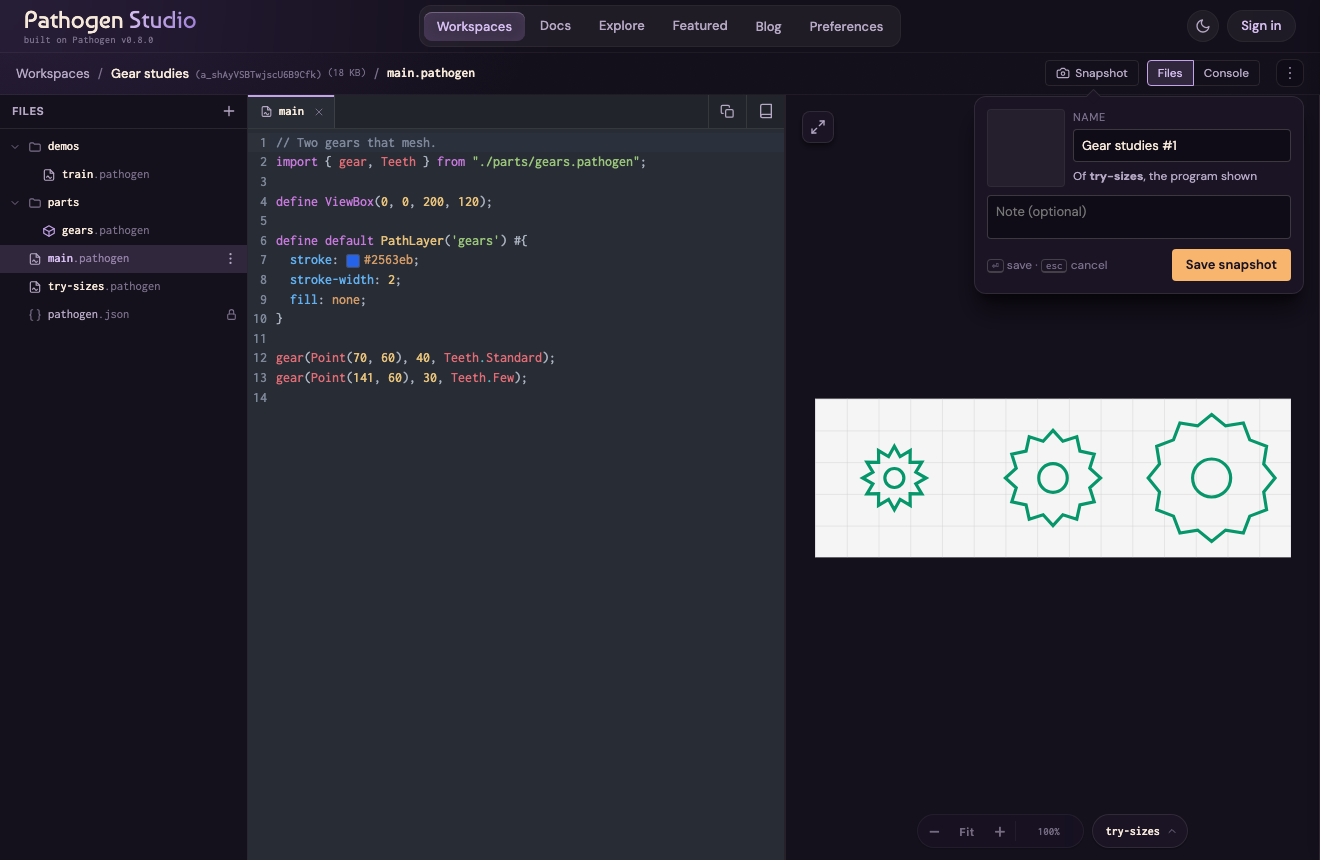 Pathogen Studio
built on Pathogen v0.8.0
Workspaces
Docs
Explore
Featured
Blog
Preferences
Sign in
Workspaces / Gear studies (a_shAyVSBTwjscU6B9Cfk) (18 KB) / main.pathogen
Snapshot
Files
Console
FILES
demos
train.pathogen
parts
gears.pathogen
main.pathogen
try-sizes.pathogen
{ } pathogen.json
main
1 // Two gears that mesh.
2 import { gear, Teeth } from "./parts/gears.pathogen";
3
4 define ViewBox(0, 0, 200, 120);
5
6 define default PathLayer('gears') #{
7 stroke: #2563eb;
8 stroke-width: 2;
9 fill: none;
10 }
11
12 gear(Point(70, 60), 40, Teeth.Standard);
13 gear(Point(141, 60), 30, Teeth.Few);
14
NAME
Gear studies #1
Of try-sizes, the program shown
Note (optional)
⏎ save · esc cancel
Save snapshot
− Fit + 100%
try-sizes